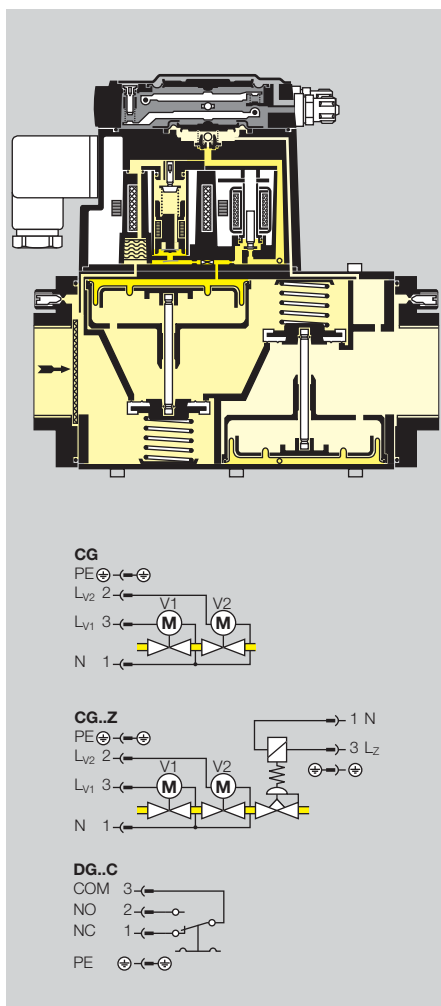 CG
PE
LV2 2
V1 V2
LV1 3
M M
N 1
CG..Z
PE
LV2 2
V1 V2
LV1 3
M M
N 1
1 N
3 LZ
DG..C
COM 3
NO 2
NC 1
PE